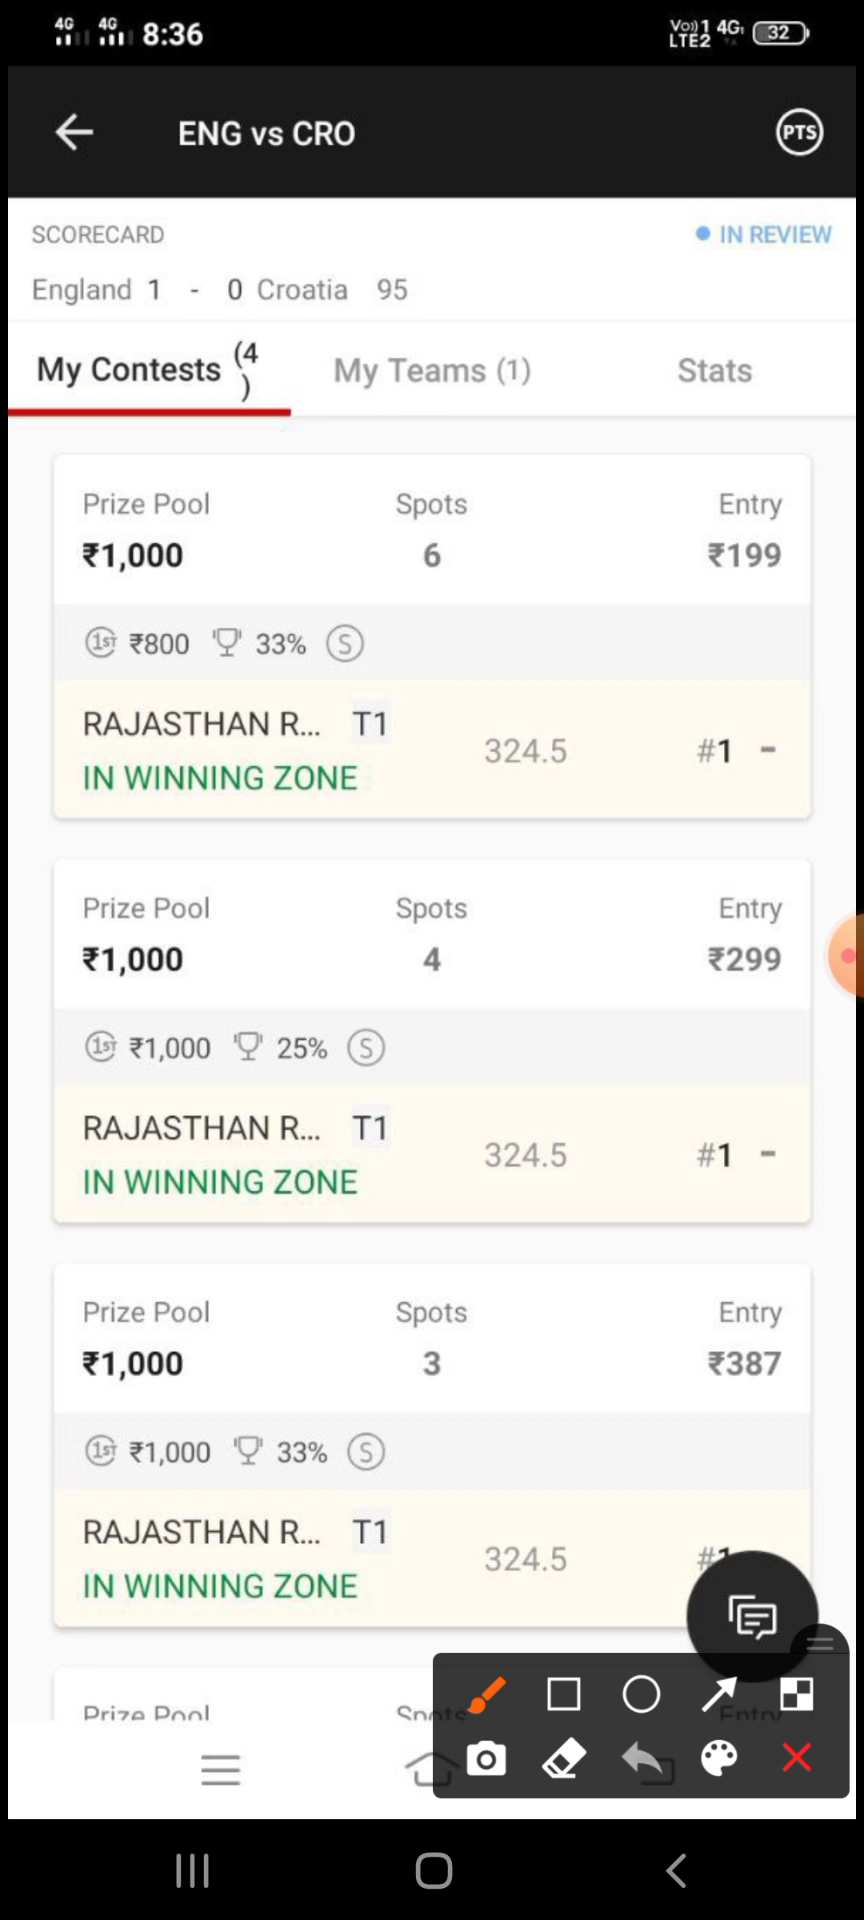 4G 4G 8:36 Vo)) 1 4G LTE2 32
ENG vs CRO PTS
SCORECARD IN REVIEW
England 1 - 0 Croatia 95
My Contests (4) My Teams (1) Stats
Prize Pool Spots Entry
₹1,000 6 ₹199
1ST ₹800 33% S
RAJASTHAN R... T1
324.5 #1 -
IN WINNING ZONE
Prize Pool Spots Entry
₹1,000 4 ₹299
1ST ₹1,000 25% S
RAJASTHAN R... T1
324.5 #1 -
IN WINNING ZONE
Prize Pool Spots Entry
₹1,000 3 ₹387
1ST ₹1,000 33% S
RAJASTHAN R... T1
324.5 #1
IN WINNING ZONE
Prize Pool Spots Entry